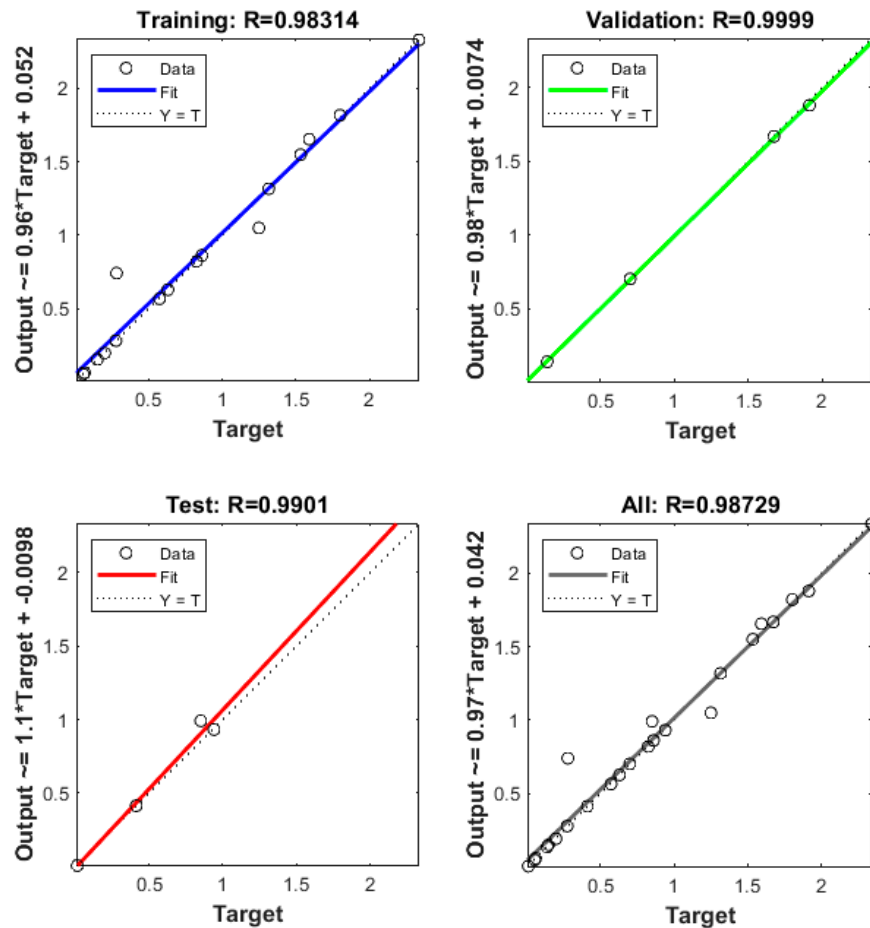 Training: R=0.98314
Output ~= 0.96*Target + 0.052
Data
Fit
Y = T
2
1.5
1
0.5
0.5
1
1.5
2
Target
Validation: R=0.9999
Output ~= 0.98*Target + 0.0074
Data
Fit
Y = T
2
1.5
1
0.5
0.5
1
1.5
2
Target
Test: R=0.9901
Output ~= 1.1*Target + -0.0098
Data
Fit
Y = T
2
1.5
1
0.5
0.5
1
1.5
2
Target
All: R=0.98729
Output ~= 0.97*Target + 0.042
Data
Fit
Y = T
2
1.5
1
0.5
0.5
1
1.5
2
Target